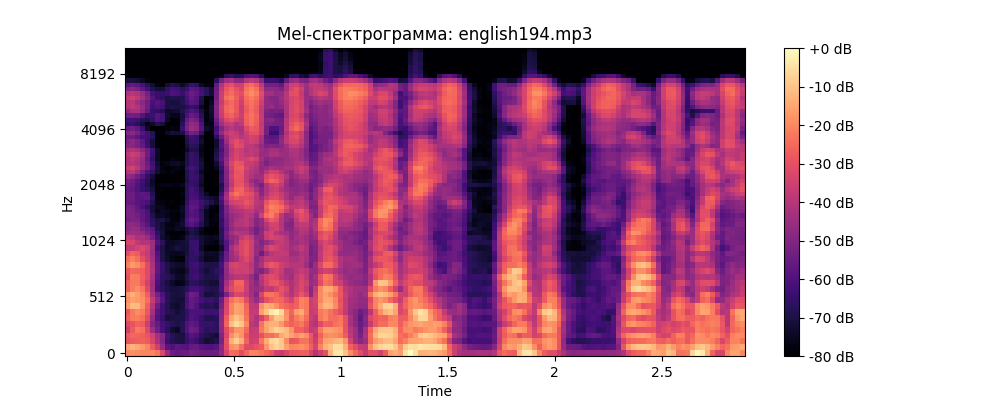 Mel-спектрограмма: english194.mp3
8192
4096
2048
1024
512
0
Hz
0
0.5
1
1.5
2
2.5
Time
+0 dB
-10 dB
-20 dB
-30 dB
-40 dB
-50 dB
-60 dB
-70 dB
-80 dB